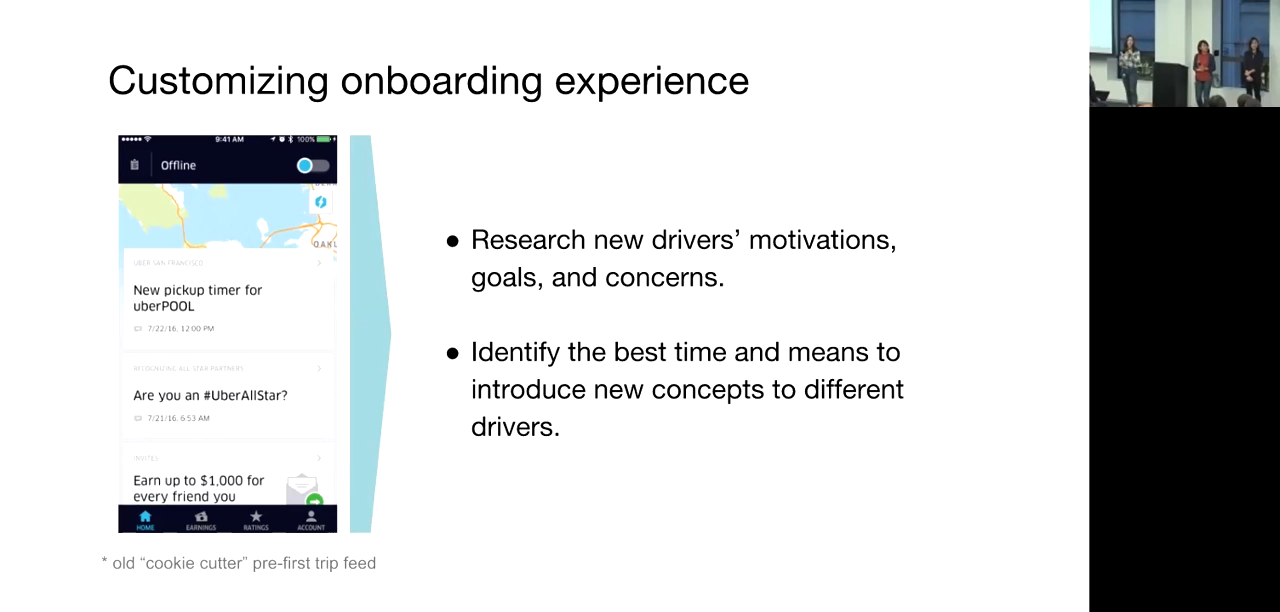 Customizing onboarding experience
9:41 AM
100%
Offline
OAKL
UBER SAN FRANCISCO
New pickup timer for
uberPOOL
7/22/16, 12:00 PM
RECOGNIZING ALL STAR PARTNERS
Are you an #UberAllStar?
7/21/16, 6:53 AM
INVITES
Earn up to $1,000 for
every friend you
HOME
EARNINGS
RATINGS
ACCOUNT
* old “cookie cutter” pre-first trip feed
● Research new drivers’ motivations,
goals, and concerns.
● Identify the best time and means to
introduce new concepts to different
drivers.